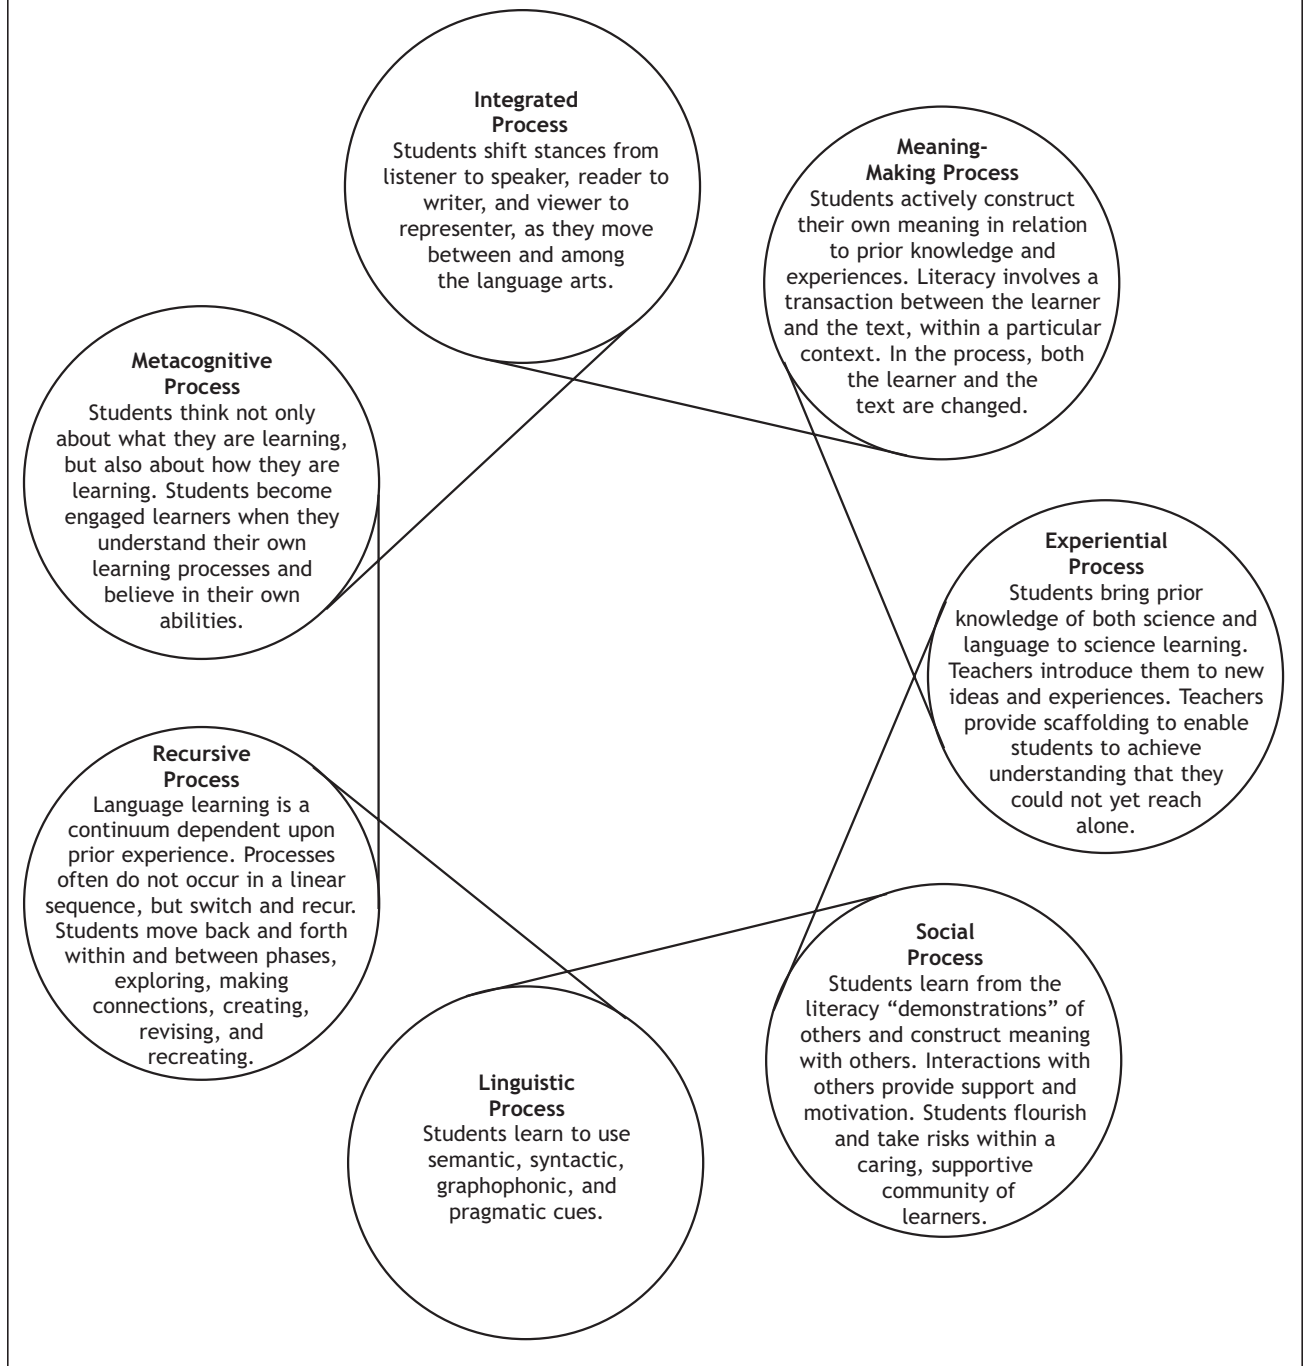 Integrated
Process
Students shift stances from
listener to speaker, reader to
writer, and viewer to
representer, as they move
between and among
the language arts.
Meaning-
Making Process
Students actively construct
their own meaning in relation
to prior knowledge and
experiences. Literacy involves a
transaction between the learner
and the text, within a particular
context. In the process, both
the learner and the
text are changed.
Metacognitive
Process
Students think not only
about what they are learning,
but also about how they are
learning. Students become
engaged learners when they
understand their own
learning processes and
believe in their own
abilities.
Experiential
Process
Students bring prior
knowledge of both science and
language to science learning.
Teachers introduce them to new
ideas and experiences. Teachers
provide scaffolding to enable
students to achieve
understanding that they
could not yet reach
alone.
Recursive
Process
Language learning is a
continuum dependent upon
prior experience. Processes
often do not occur in a linear
sequence, but switch and recur.
Students move back and forth
within and between phases,
exploring, making
connections, creating,
revising, and
recreating.
Social
Process
Students learn from the
literacy “demonstrations” of
others and construct meaning
with others. Interactions with
others provide support and
motivation. Students flourish
and take risks within a
caring, supportive
community of
learners.
Linguistic
Process
Students learn to use
semantic, syntactic,
graphophonic, and
pragmatic cues.